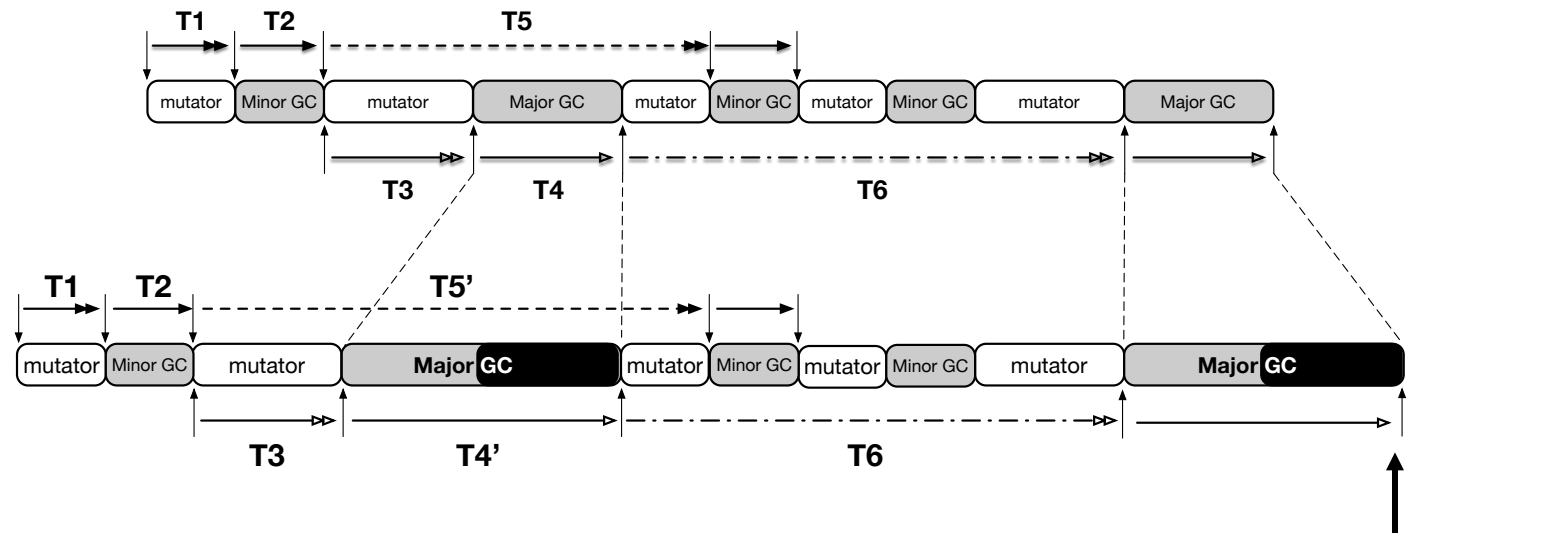 T1 T2 T5
mutator Minor GC mutator Major GC mutator Minor GC mutator Minor GC mutator Major GC
T3 T4 T6
T1 T2 T5’
mutator Minor GC mutator Major GC mutator Minor GC mutator Minor GC mutator Major GC
T3 T4’ T6